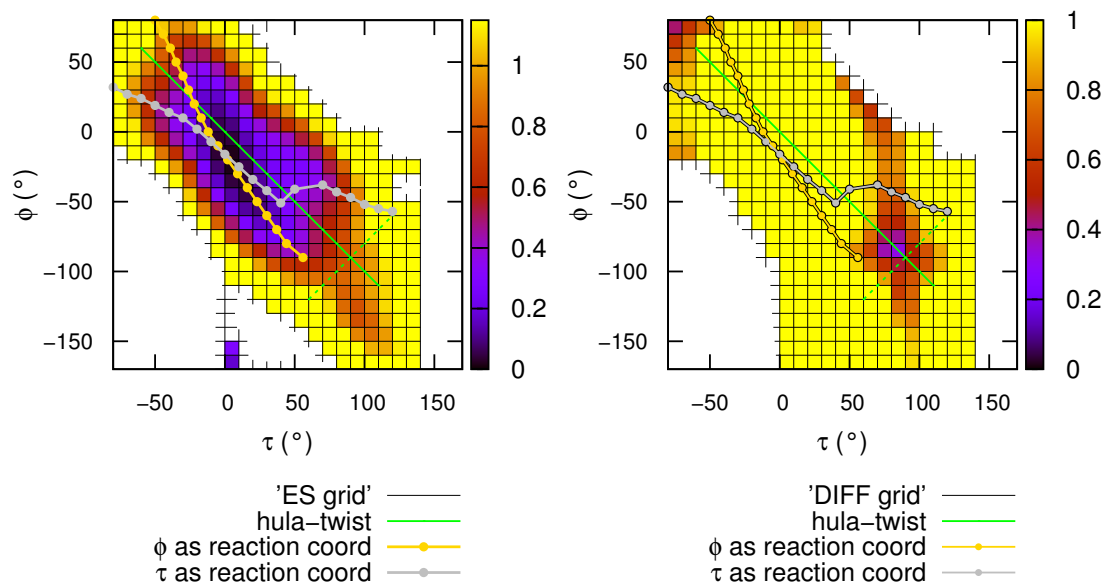 50
0
−50
−100
−150
ϕ (°)
−50 0 50 100 150
τ (°)
1
0.8
0.6
0.4
0.2
0
'ES grid'
hula−twist
ϕ as reaction coord
τ as reaction coord
50
0
−50
−100
−150
ϕ (°)
−50 0 50 100 150
τ (°)
1
0.8
0.6
0.4
0.2
0
'DIFF grid'
hula−twist
ϕ as reaction coord
τ as reaction coord